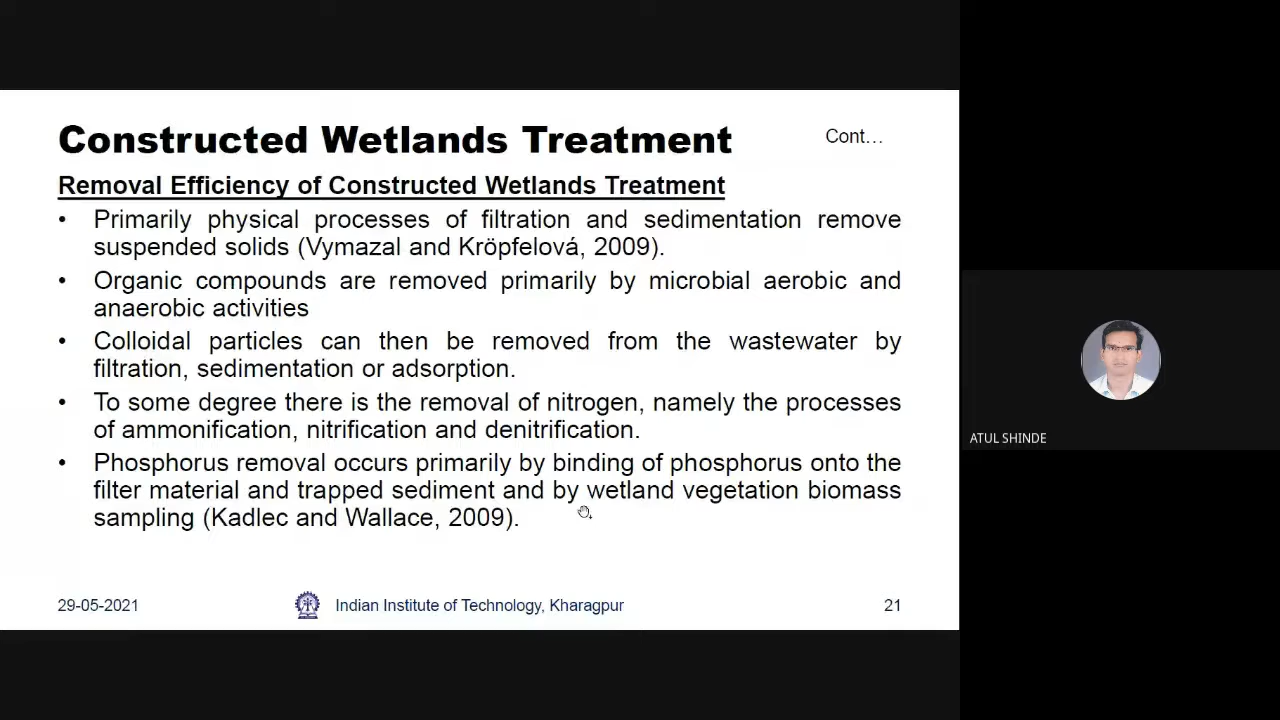 Constructed Wetlands Treatment
Cont...
Removal Efficiency of Constructed Wetlands Treatment
• Primarily physical processes of filtration and sedimentation remove
suspended solids (Vymazal and Kröpfelová, 2009).
• Organic compounds are removed primarily by microbial aerobic and
anaerobic activities
• Colloidal particles can then be removed from the wastewater by
filtration, sedimentation or adsorption.
• To some degree there is the removal of nitrogen, namely the processes
of ammonification, nitrification and denitrification.
• Phosphorus removal occurs primarily by binding of phosphorus onto the
filter material and trapped sediment and by wetland vegetation biomass
sampling (Kadlec and Wallace, 2009).
29-05-2021
Indian Institute of Technology, Kharagpur
21
ATUL SHINDE